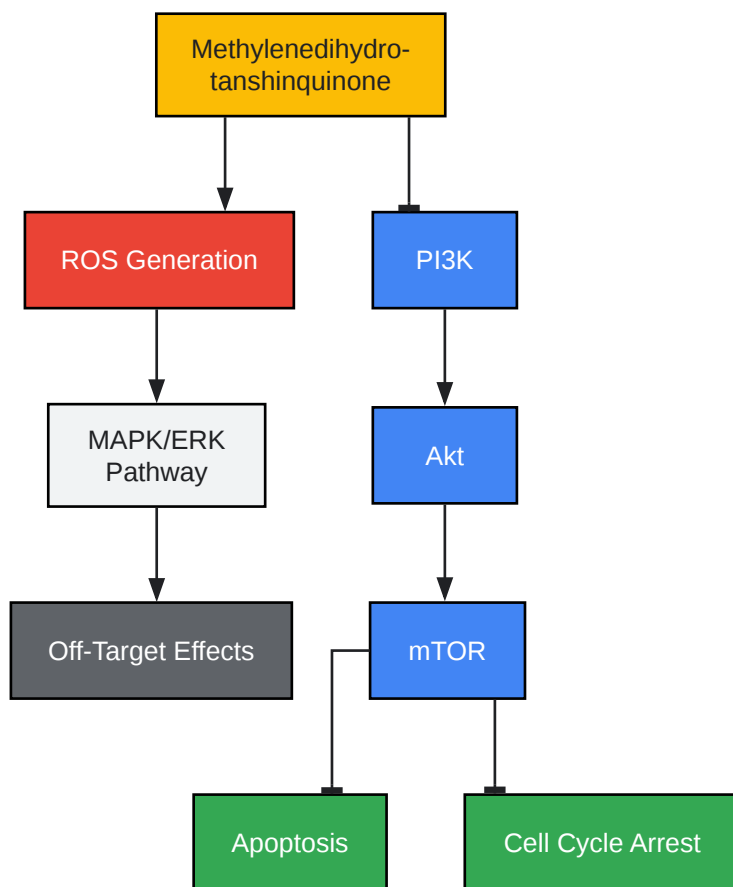 Methylenedihydro-
tanshinquinone
ROS Generation
PI3K
MAPK/ERK
Pathway
Akt
Off-Target Effects
mTOR
Apoptosis
Cell Cycle Arrest